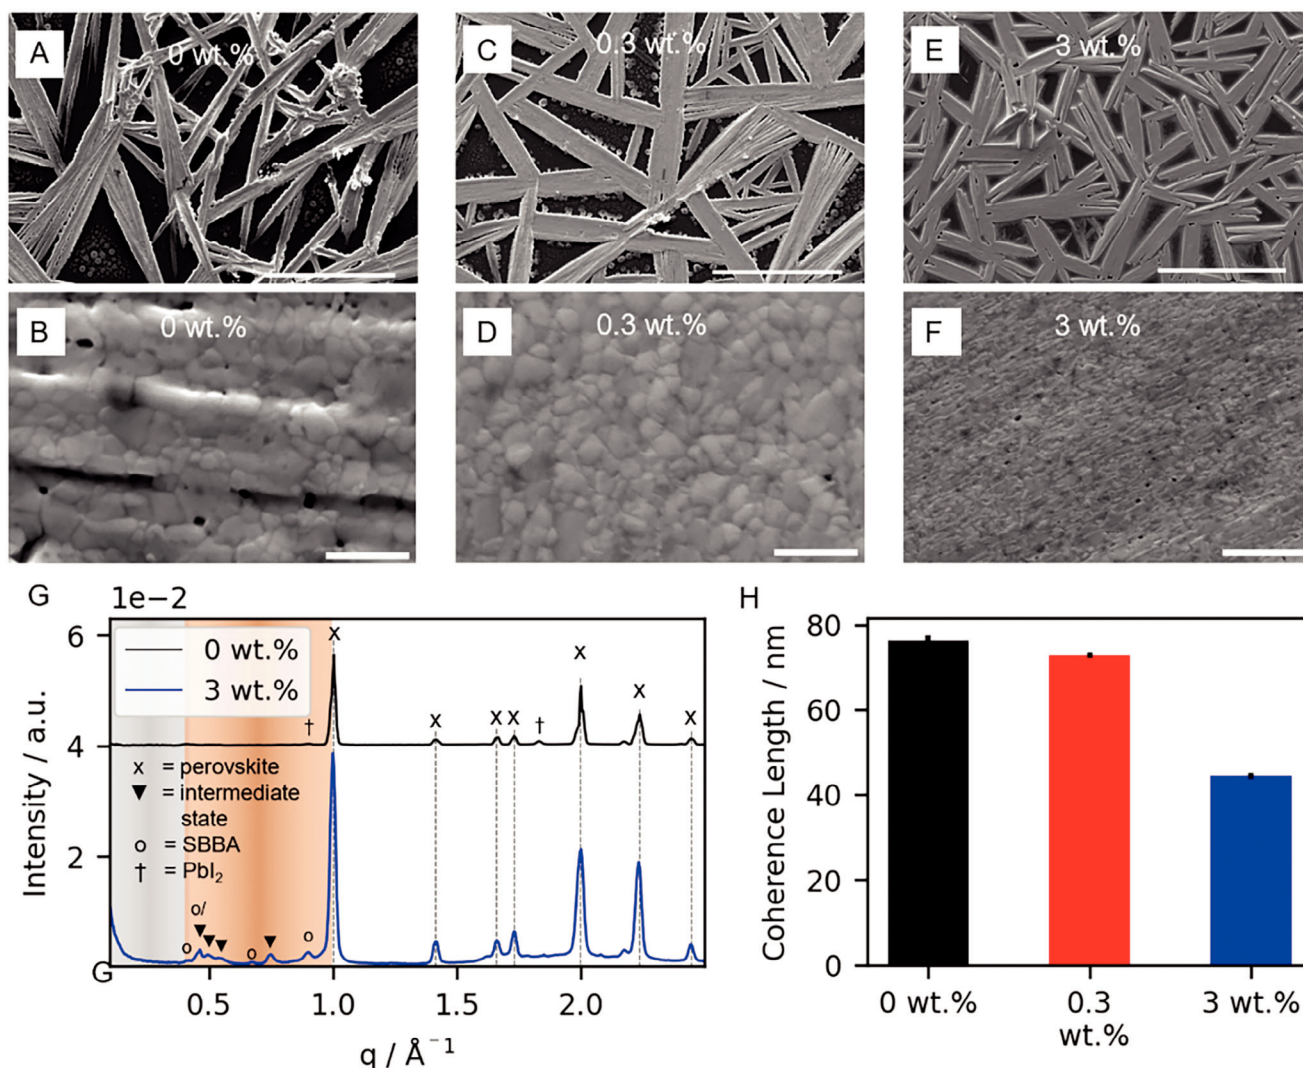 A
0 wt.%
C
0.3 wt.%
E
3 wt.%
B
0 wt.%
D
0.3 wt.%
F
3 wt.%
G
1e−2
0 wt.%
3 wt.%
x = perovskite
▼ = intermediate
state
o = SBBA
† = PbI₂
x
†
x
x
x
†
x
x
x
o
o/
▼
▼
▼
o
▼
o
6
4
2
G
0.5
1.0
1.5
2.0
Intensity / a.u.
q / Å⁻¹
H
Coherence Length / nm
80
60
40
20
0
0 wt.%
0.3
wt.%
3 wt.%